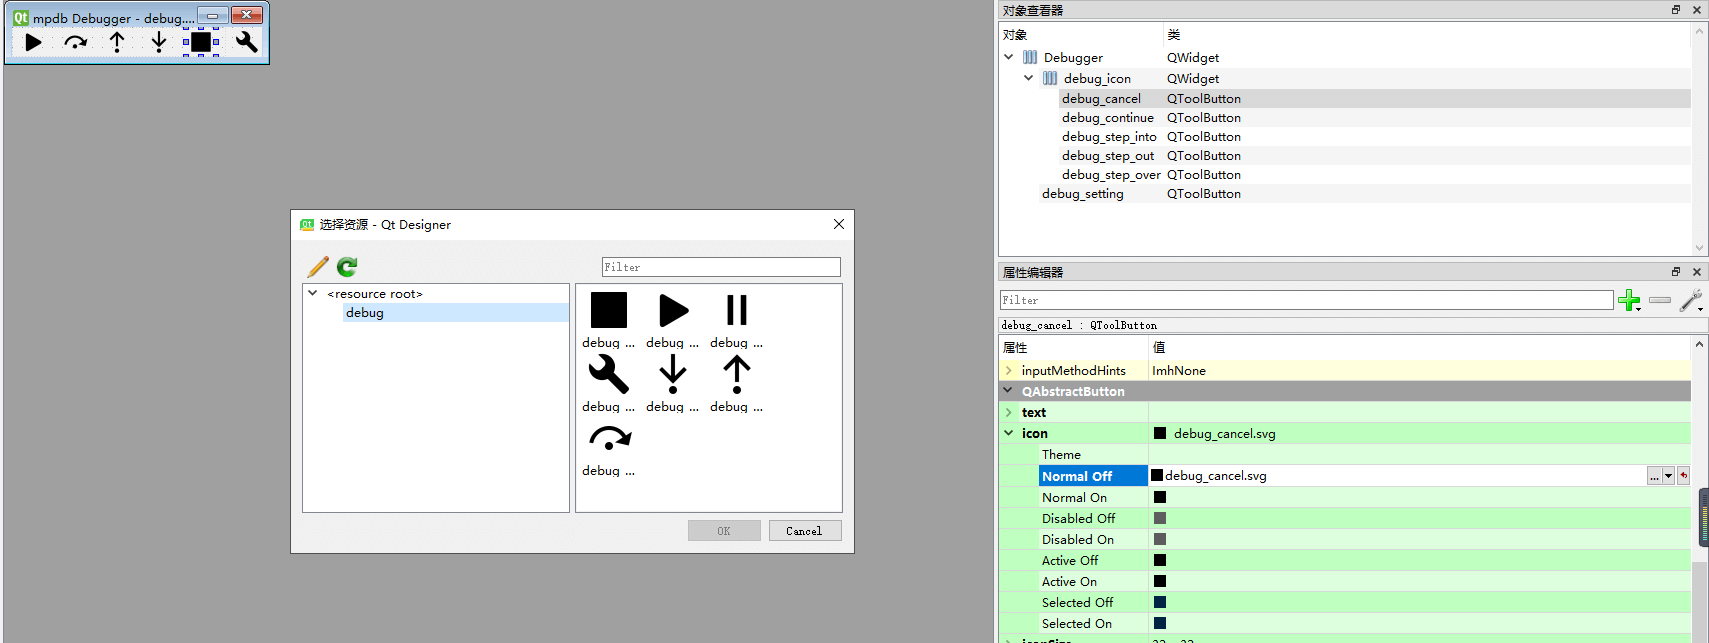 mpdb Debugger - debug....
选择资源 - Qt Designer
Filter
<resource root>
debug
debug ...
debug ...
debug ...
debug ...
debug ...
debug ...
debug ...
OK
Cancel
对象查看器
对象 类
Debugger QWidget
debug_icon QWidget
debug_cancel QToolButton
debug_continue QToolButton
debug_step_into QToolButton
debug_step_out QToolButton
debug_step_over QToolButton
debug_setting QToolButton
属性编辑器
Filter
debug_cancel : QToolButton
属性 值
inputMethodHints ImhNone
QAbstractButton
text
icon debug_cancel.svg
Theme
Normal Off debug_cancel.svg ...
Normal On
Disabled Off
Disabled On
Active Off
Active On
Selected Off
Selected On